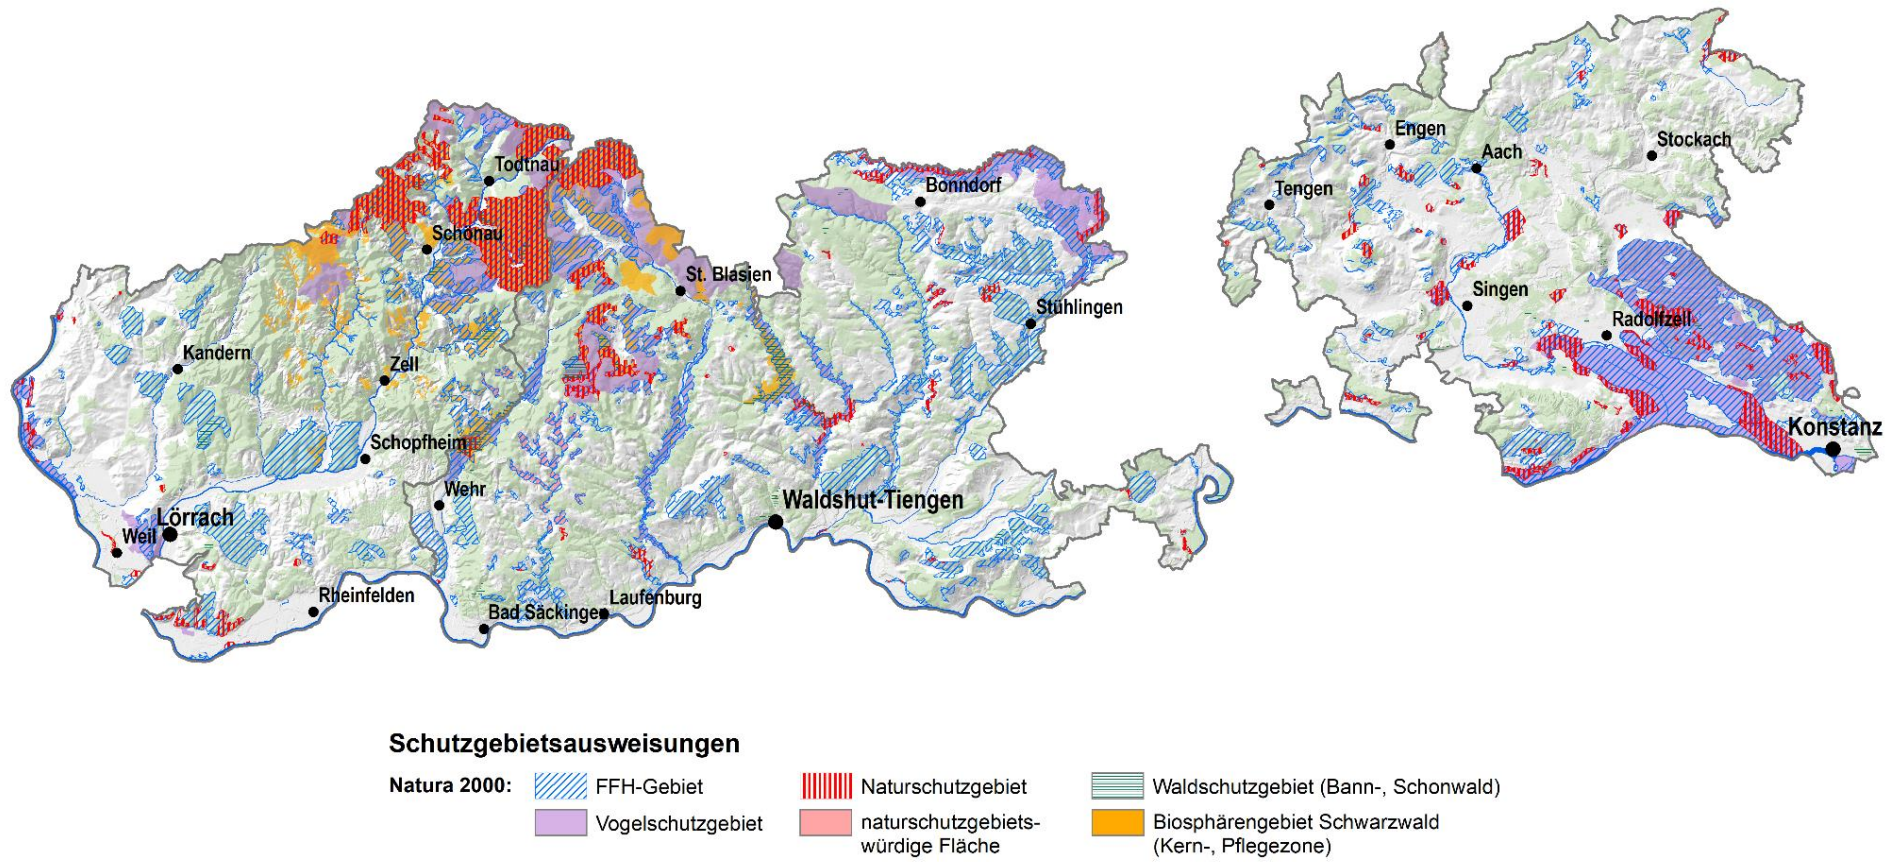 Engen
Aach
Stockach
Todtnau
Bonndorf
Tengen
Schönau
St. Blasien
Singen
Stühlingen
Radolfzell
Kandern
Zell
Konstanz
Schopfheim
Wehr
Waldshut-Tiengen
Lörrach
Weil
Rheinfelden
Laufenburg
Bad Säckingen
Schutzgebietsausweisungen
Natura 2000:
FFH-Gebiet
Naturschutzgebiet
Waldschutzgebiet (Bann-, Schonwald)
Vogelschutzgebiet
naturschutzgebiets-
würdige Fläche
Biosphärengebiet Schwarzwald
(Kern-, Pflegezone)